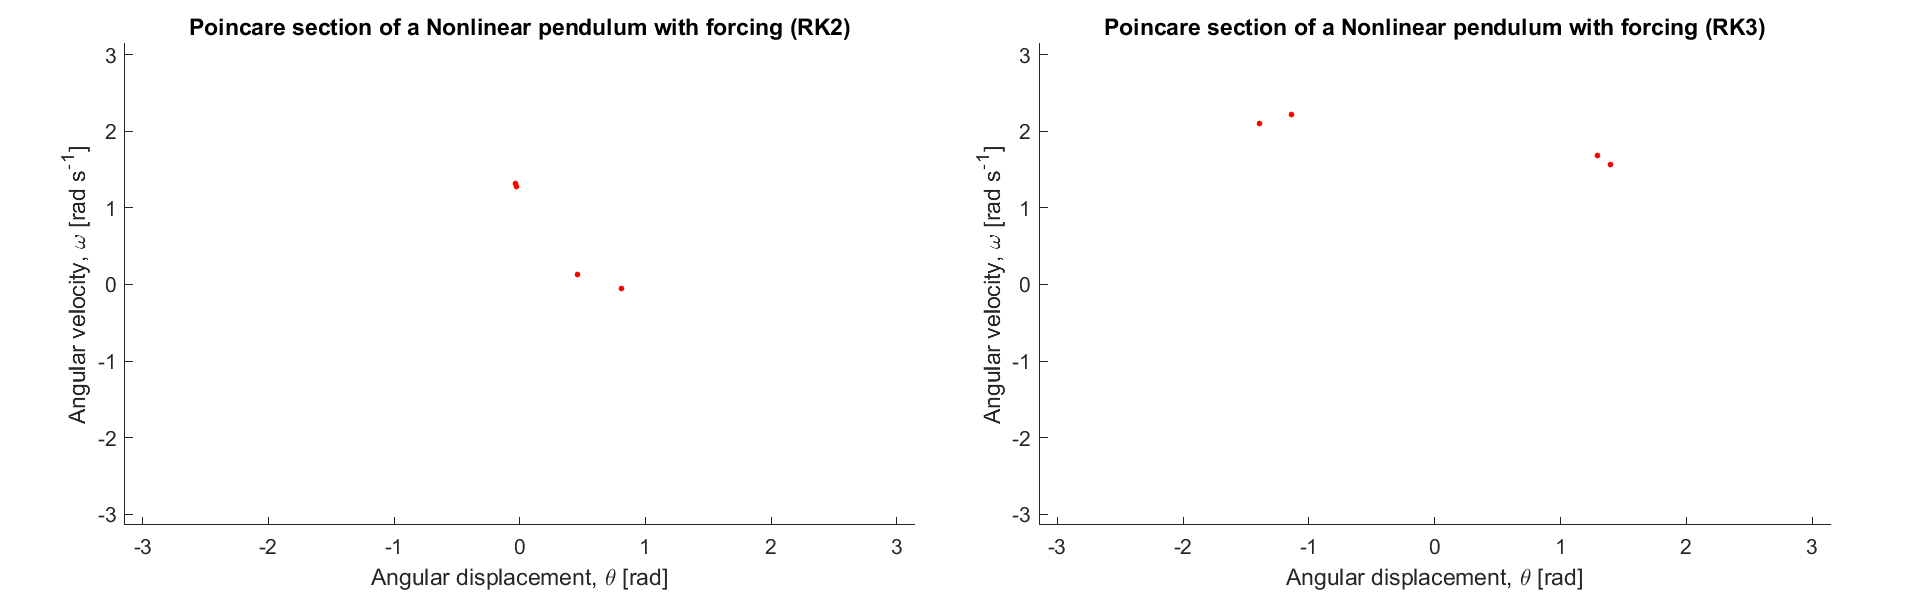 Poincare section of a Nonlinear pendulum with forcing (RK2)
3
2
1
0
-1
-2
-3
Angular velocity, ω [rad s⁻¹]
-3 -2 -1 0 1 2 3
Angular displacement, θ [rad]
Poincare section of a Nonlinear pendulum with forcing (RK3)
3
2
1
0
-1
-2
-3
Angular velocity, ω [rad s⁻¹]
-3 -2 -1 0 1 2 3
Angular displacement, θ [rad]